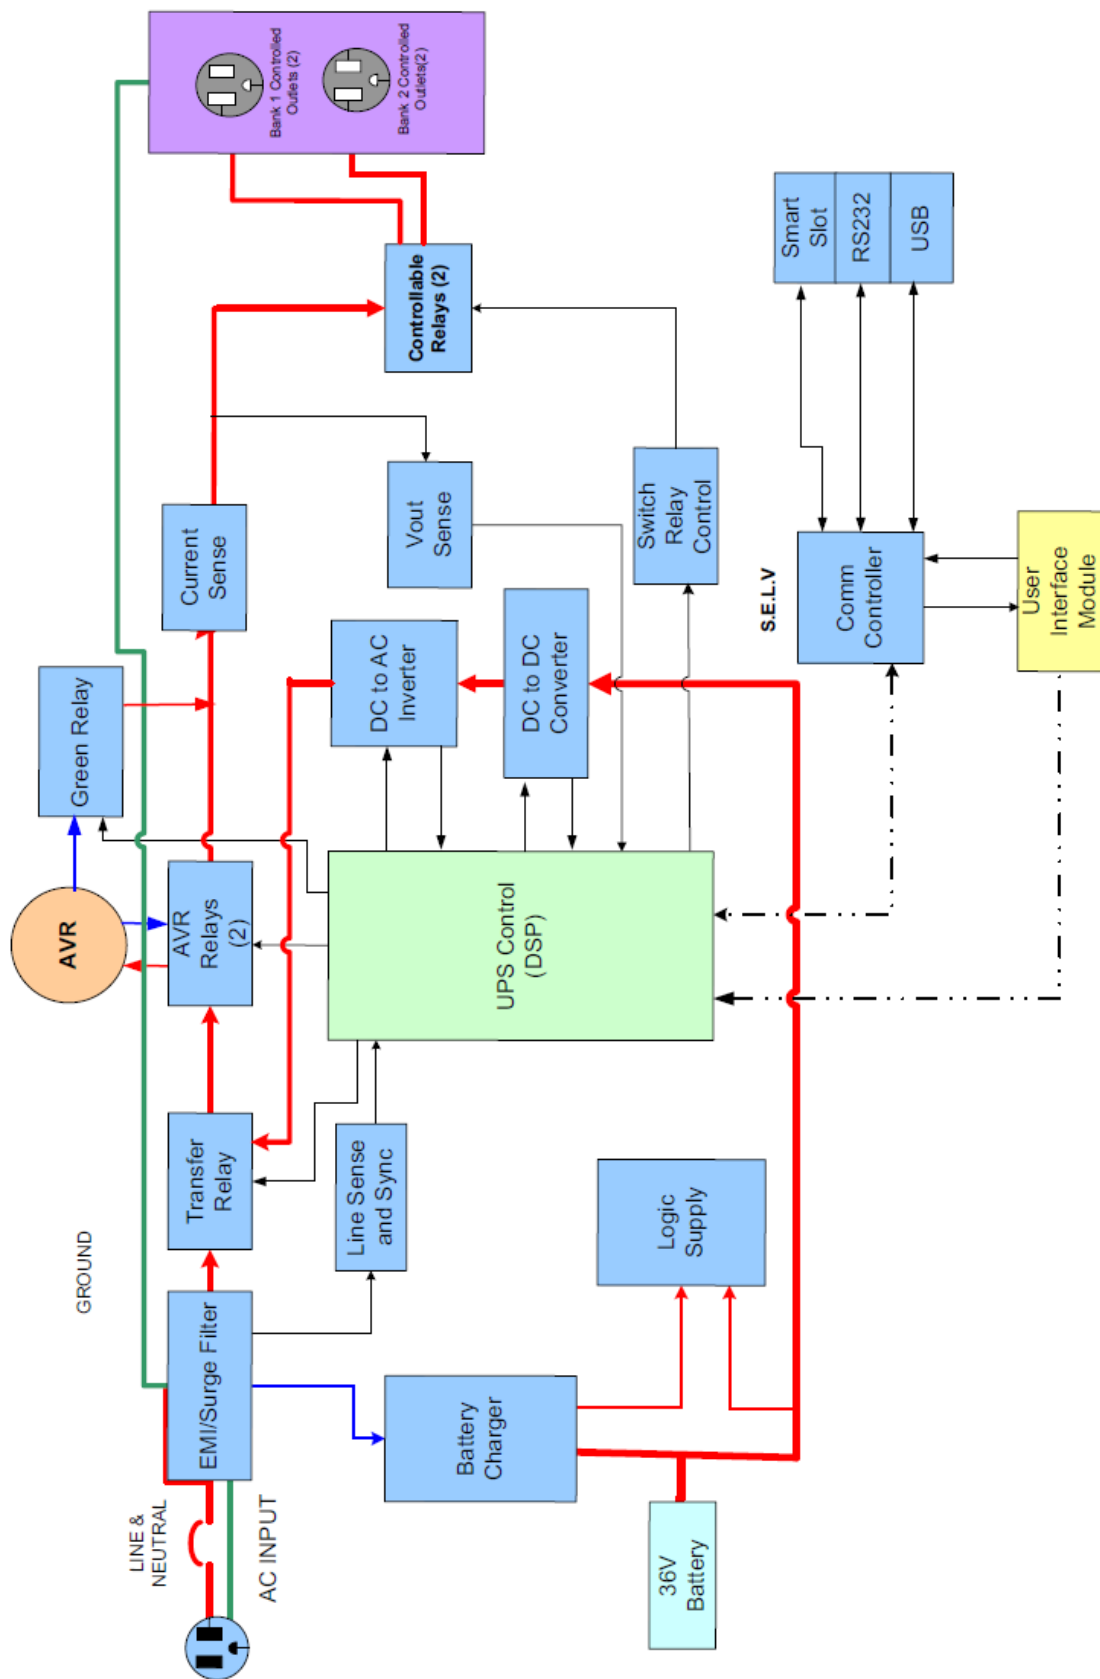 AVR
Green Relay
Bank 1 Controlled
Outlets (2)
Bank 2 Controlled
Outlets(2)
GROUND
LINE &
NEUTRAL
AC INPUT
EMI/Surge Filter
Transfer
Relay
AVR
Relays
(2)
Current
Sense
Controllable
Relays (2)
Line Sense
and Sync
DC to AC
Inverter
Vout
Sense
Battery
Charger
UPS Control
(DSP)
DC to DC
Converter
Switch
Relay
Control
36V
Battery
Logic
Supply
S.E.L.V
Comm
Controller
Smart
Slot
RS232
USB
User
Interface
Module